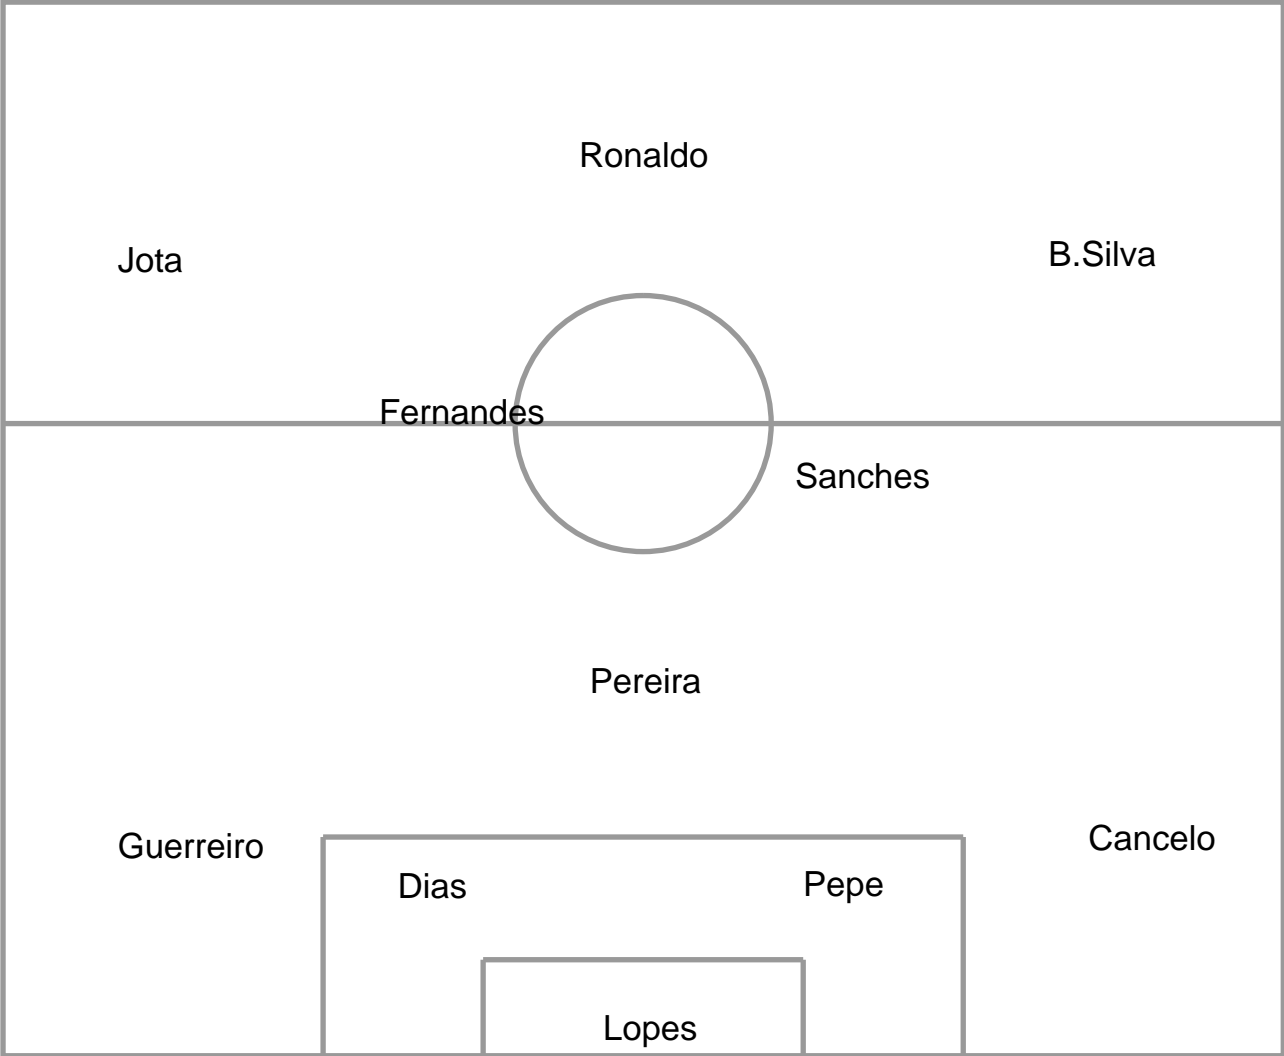 Ronaldo
Jota
B.Silva
Fernandes
Sanches
Pereira
Guerreiro
Cancelo
Dias
Pepe
Lopes